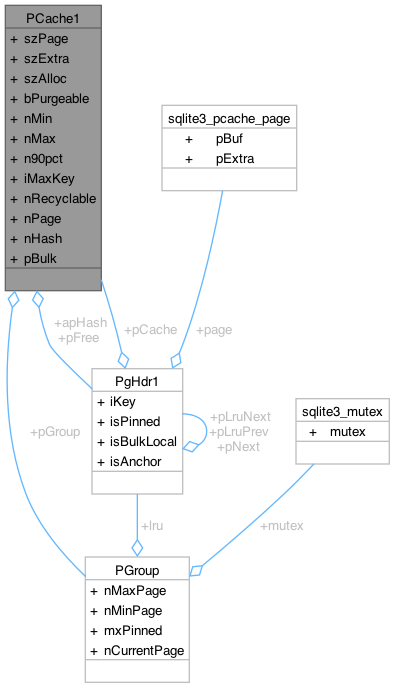 PCache1
+ szPage
+ szExtra
+ szAlloc
+ bPurgeable
+ nMin
+ nMax
+ n90pct
+ iMaxKey
+ nRecyclable
+ nPage
+ nHash
+ pBulk
sqlite3_pcache_page
+ pBuf
+ pExtra
+apHash
+pFree
+pCache
+page
PgHdr1
+ iKey
+ isPinned
+ isBulkLocal
+ isAnchor
+pLruNext
+pLruPrev
+pNext
sqlite3_mutex
+ mutex
+pGroup
+lru
+mutex
PGroup
+ nMaxPage
+ nMinPage
+ mxPinned
+ nCurrentPage